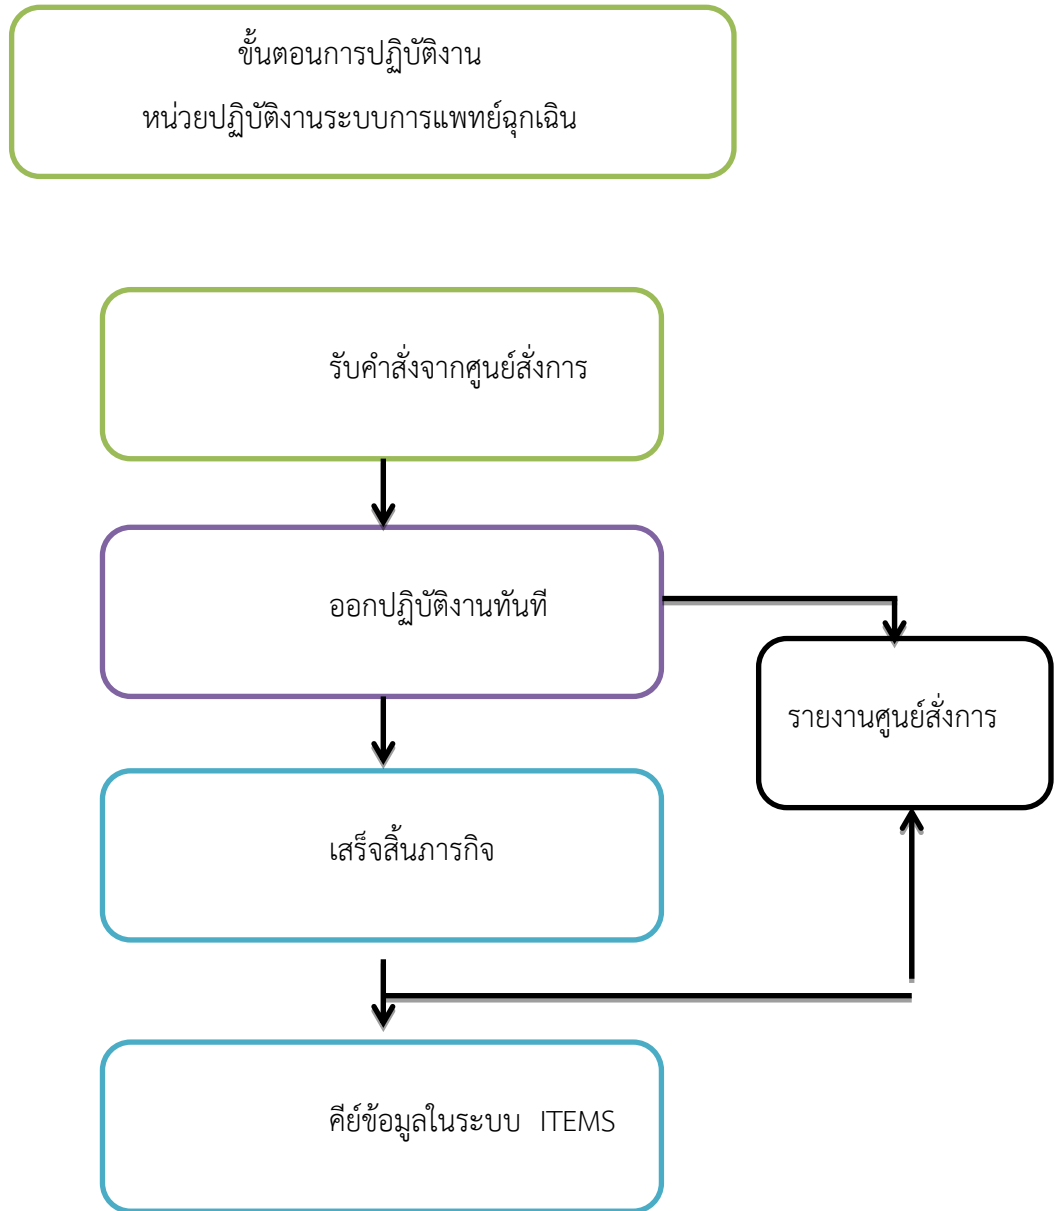 ขั้นตอนการปฏิบัติงาน
หน่วยปฏิบัติงานระบบการแพทย์ฉุกเฉิน
รับคำสั่งจากศูนย์สั่งการ
ออกปฏิบัติงานทันที
รายงานศูนย์สั่งการ
เสร็จสิ้นภารกิจ
คีย์ข้อมูลในระบบ ITEMS